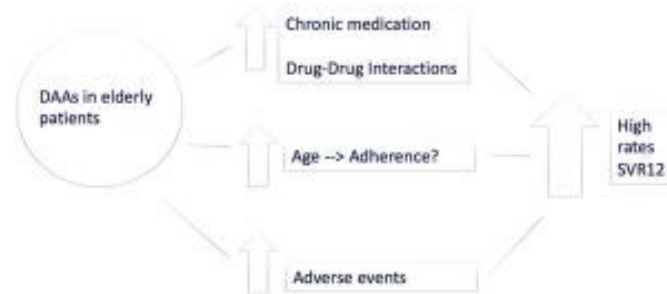 DAAs in elderly
patients
Chronic medication
Drug-Drug Interactions
Age --> Adherence?
Adverse events
High
rates
SVR12